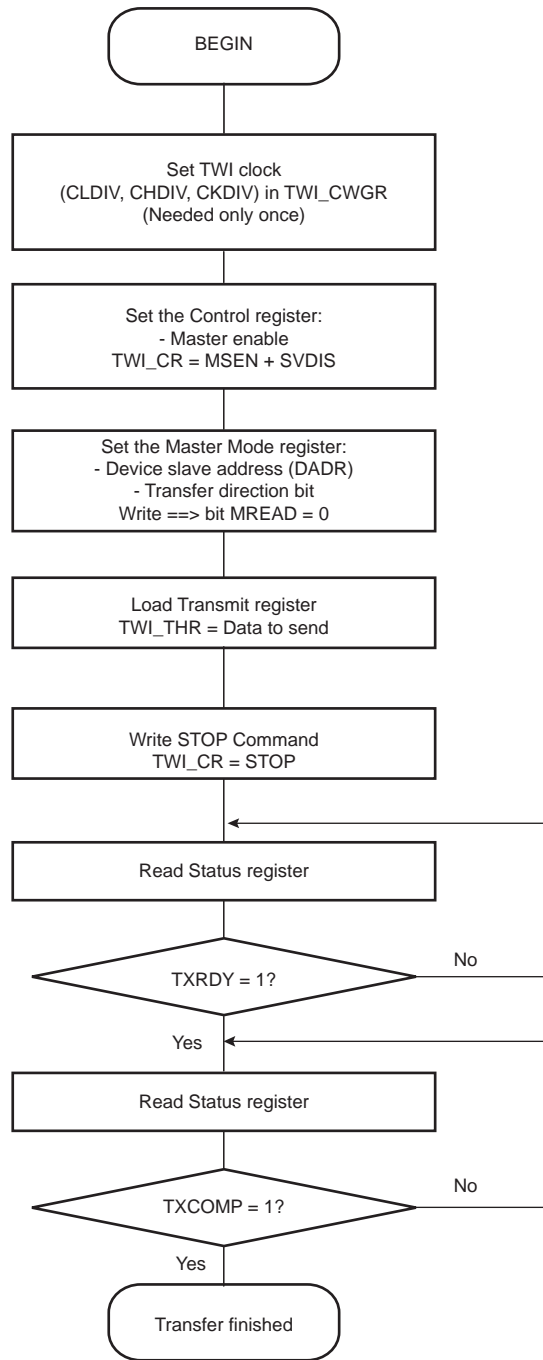 BEGIN
Set TWI clock
(CLDIV, CHDIV, CKDIV) in TWI_CWGR
(Needed only once)
Set the Control register:
- Master enable
TWI_CR = MSEN + SVDIS
Set the Master Mode register:
- Device slave address (DADR)
- Transfer direction bit
Write ==> bit MREAD = 0
Load Transmit register
TWI_THR = Data to send
Write STOP Command
TWI_CR = STOP
Read Status register
TXRDY = 1?
No
Yes
Read Status register
TXCOMP = 1?
No
Yes
Transfer finished